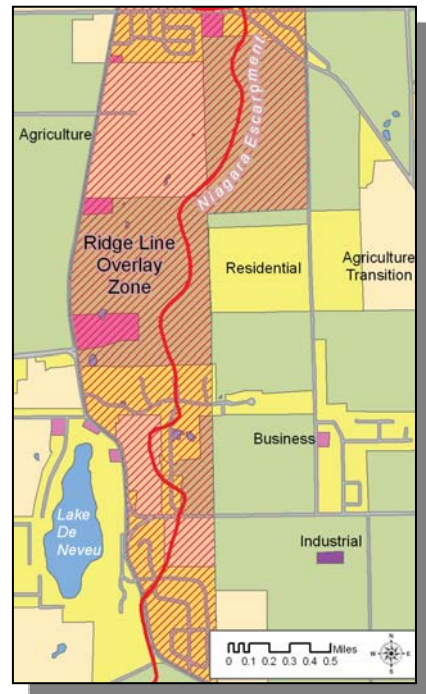 Niagara Escarpment
Agriculture
Ridge Line
Overlay
Zone
Residential
Agriculture
Transition
Business
Lake
De
Neveu
Industrial
Miles
0 0.1 0.2 0.3 0.4 0.5
N
W E
S